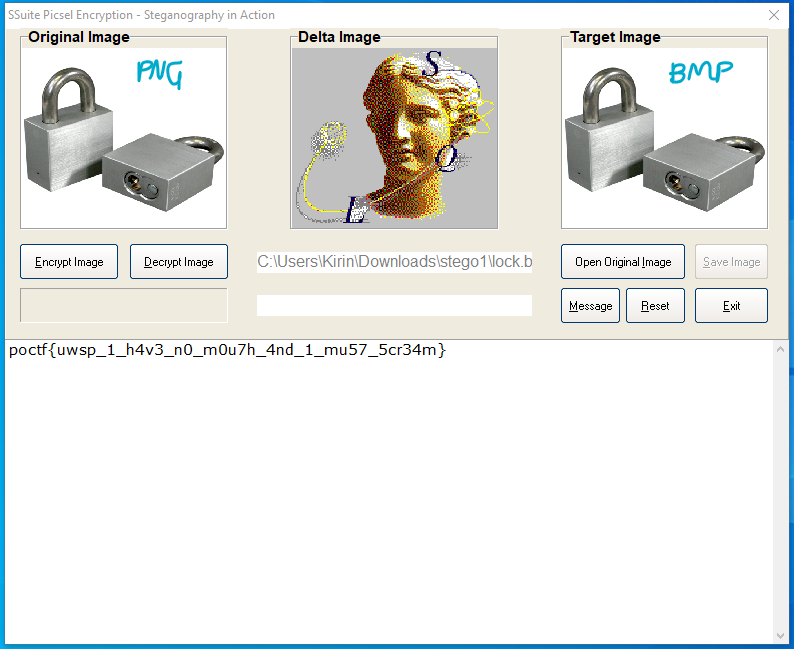 SSuite Picsel Encryption - Steganography in Action
Original Image
Delta Image
Target Image
PNG
S
O
L
BMP
Encrypt Image
Decrypt Image
C:\Users\Kirin\Downloads\stego1\lock.b
Open Original Image
Save Image
Message
Reset
Exit
poctf{uwsp_1_h4v3_n0_m0u7h_4nd_1_mu57_5cr34m}